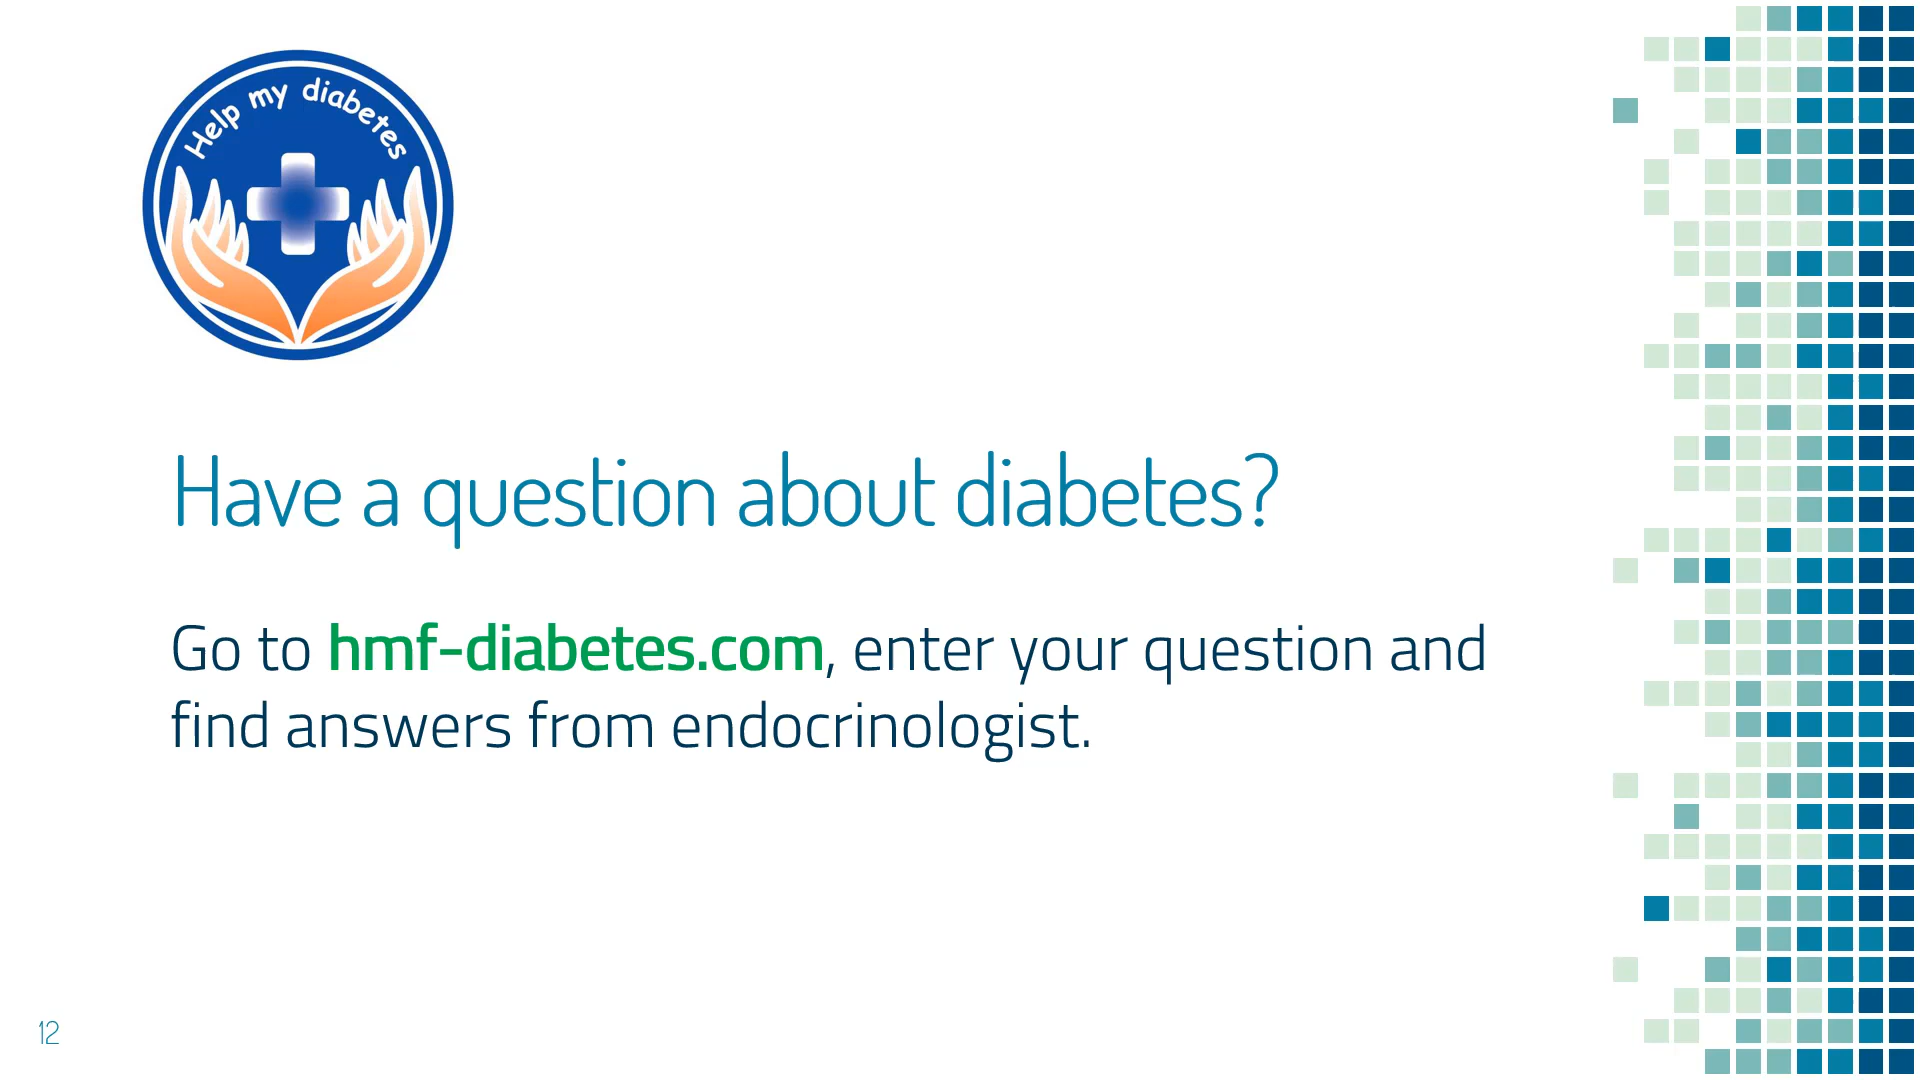 Help my diabetes
Have a question about diabetes?
Go to hmf-diabetes.com, enter your question and
find answers from endocrinologist.
12